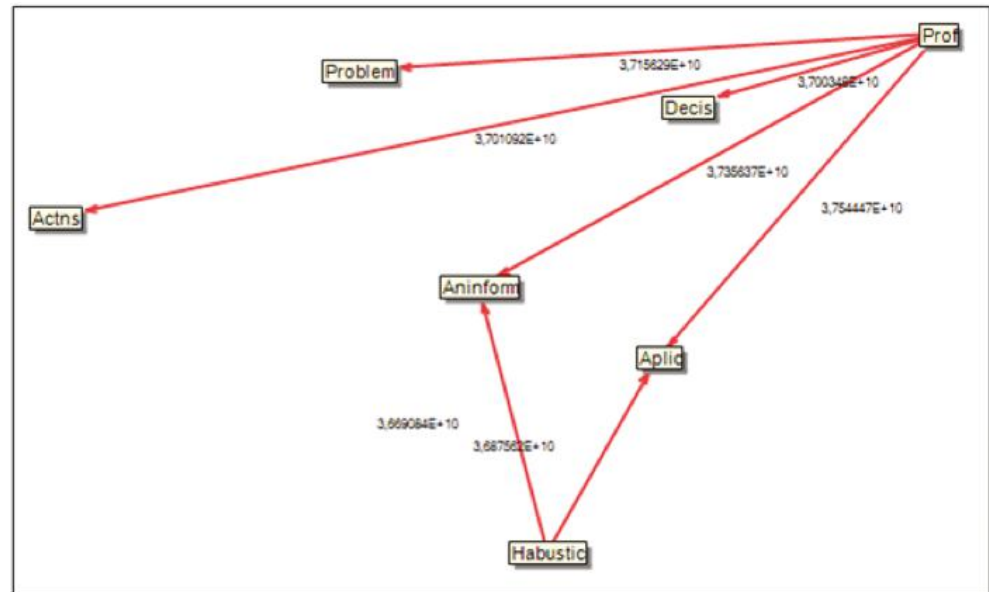 Prof
Problem
3,715629E+10
3,700349E+10
Decis
3,701092E+10
3,735637E+10
3,754447E+10
Actns
Aninform
Aplic
3,669084E+10
3,687562E+10
Habustic